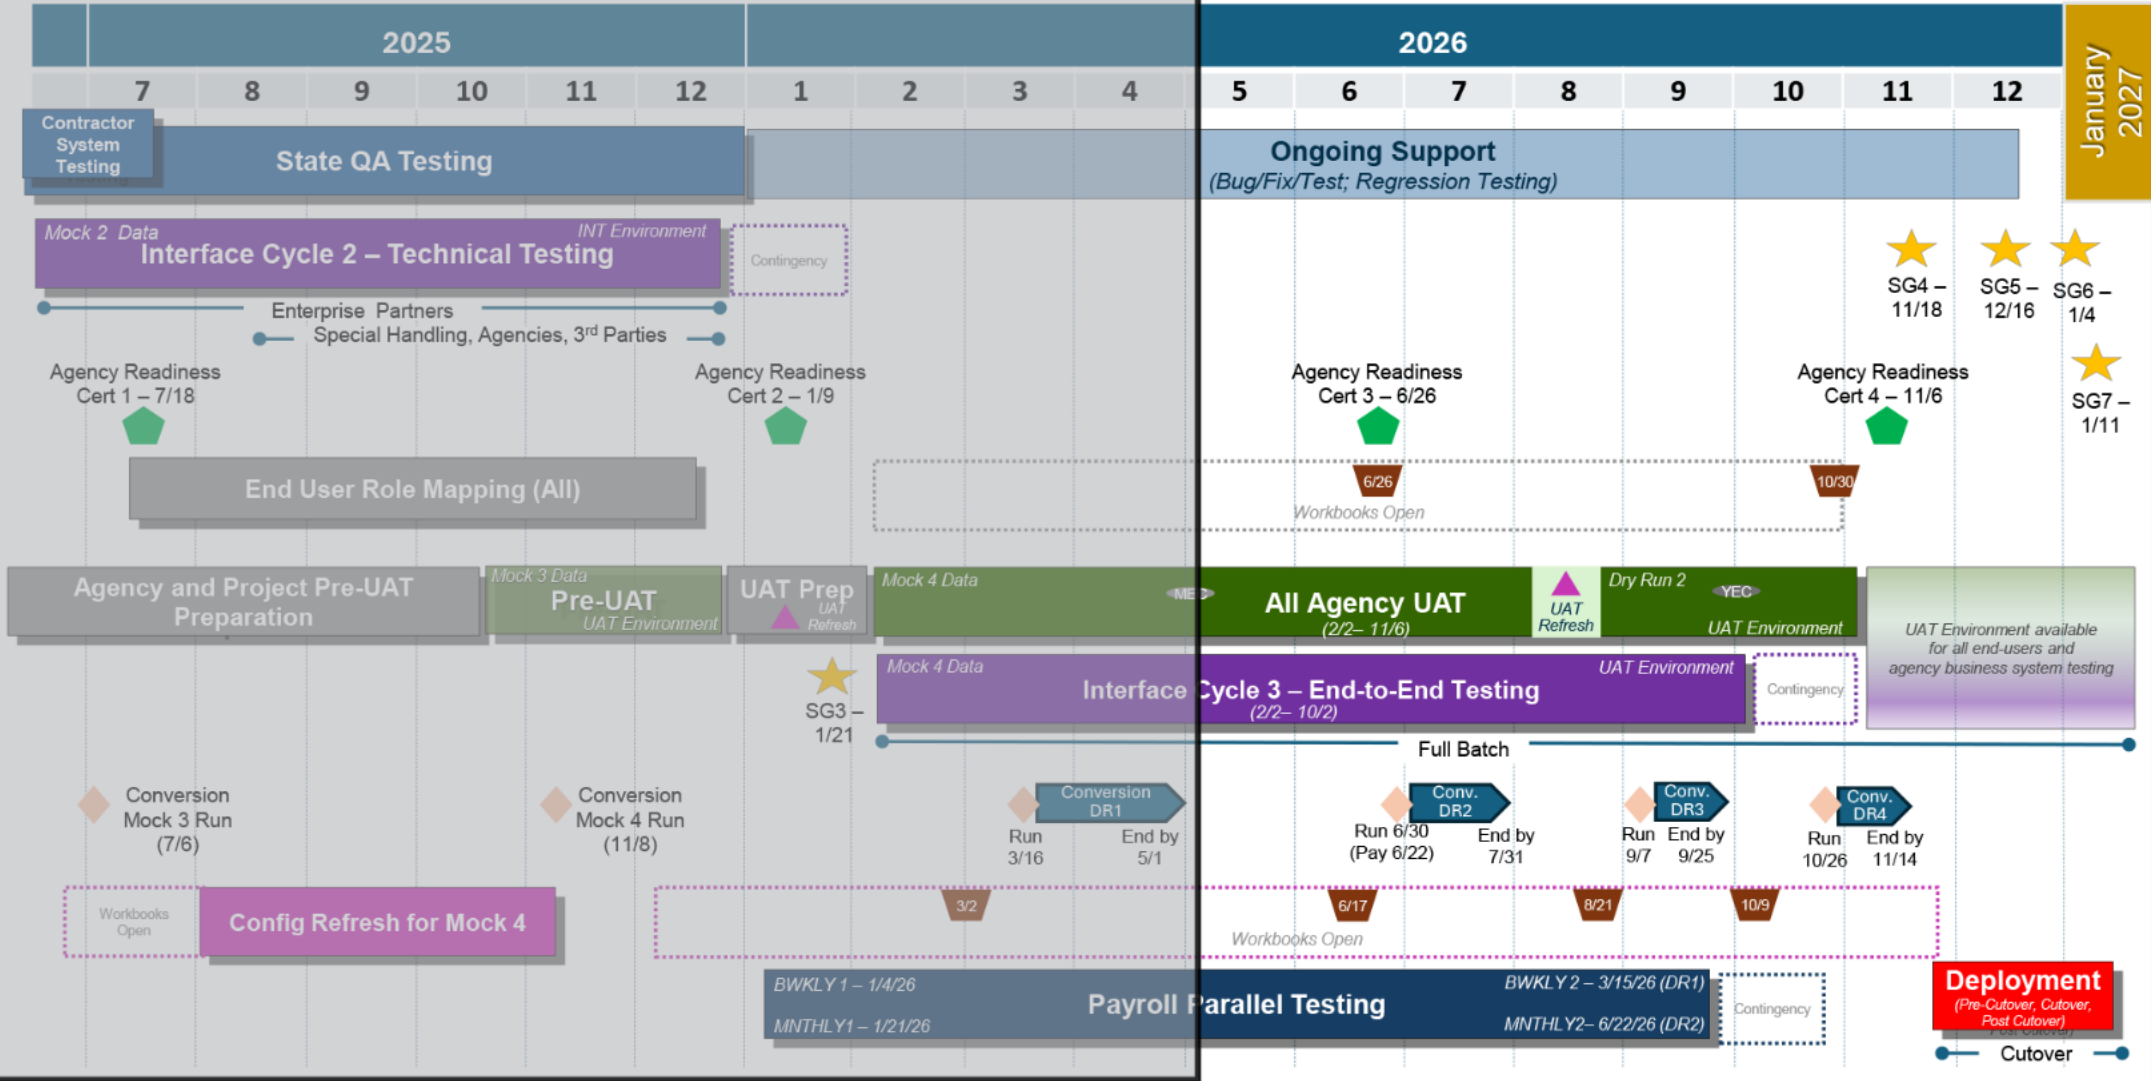 2025
2026
January
2027
7 8 9 10 11 12 1 2 3 4 5 6 7 8 9 10 11 12
Contractor
System
Testing
State QA Testing
Ongoing Support
(Bug/Fix/Test; Regression Testing)
Mock 2 Data
INT Environment
Interface Cycle 2 – Technical Testing
Contingency
Enterprise Partners
Special Handling, Agencies, 3rd Parties
SG4 –
11/18
SG5 –
12/16
SG6 –
1/4
SG7 –
1/11
Agency Readiness
Cert 1 – 7/18
Agency Readiness
Cert 2 – 1/9
Agency Readiness
Cert 3 – 6/26
Agency Readiness
Cert 4 – 11/6
End User Role Mapping (All)
6/26
10/30
Workbooks Open
Agency and Project Pre-UAT
Preparation
Mock 3 Data
Pre-UAT
UAT Environment
UAT Prep
UAT
Refresh
Mock 4 Data
MEC
All Agency UAT
(2/2– 11/6)
UAT
Refresh
Dry Run 2
YEC
UAT Environment
UAT Environment available
for all end-users and
agency business system testing
SG3 –
1/21
Mock 4 Data
UAT Environment
Interface Cycle 3 – End-to-End Testing
(2/2– 10/2)
Contingency
Full Batch
Conversion
Mock 3 Run
(7/6)
Conversion
Mock 4 Run
(11/8)
Conversion
DR1
Run
3/16
End by
5/1
Conv.
DR2
Run 6/30
(Pay 6/22)
End by
7/31
Conv.
DR3
Run
9/7
End by
9/25
Conv.
DR4
Run
10/26
End by
11/14
Workbooks
Open
Config Refresh for Mock 4
3/2
6/17
8/21
10/9
Workbooks Open
BWKLY 1 – 1/4/26
MNTHLY1 – 1/21/26
Payroll Parallel Testing
BWKLY 2 – 3/15/26 (DR1)
MNTHLY2– 6/22/26 (DR2)
Contingency
Deployment
(Pre-Cutover, Cutover,
Post Cutover)
Cutover